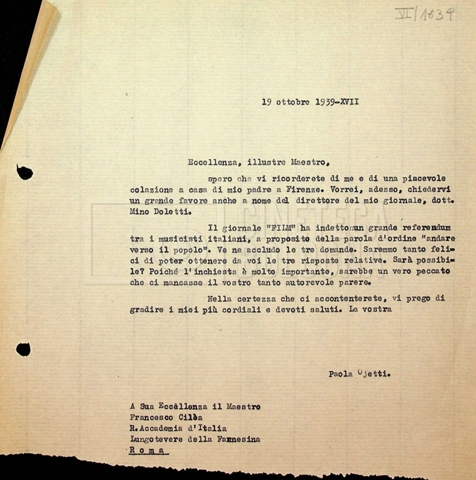 VI/1839
19 ottobre 1939-XVII
Eccellenza, illustre Maestro,
spero che vi ricorderete di me e di una piacevole
colazione a casa di mio padre a Firenze. Vorrei, adesso, chiedervi
un grande favore anche a nome del direttore del mio giornale, dott.
Mino Doletti.
Il giornale "FILM" ha indetto un grande referendum
tra i musicisti italiani, a proposito della parola d'ordine "andare
verso il popolo". Ve ne accludo le tre domande. Saremmo tanto feli-
ci di poter ottenere da voi le tre risposte relative. Sarà possibi-
le? Poiché l'inchiesta è molto importante, sarebbe un vero peccato
che ci mancasse il vostro tanto autorevole parere.
Nella certezza che ci accontenterete, vi prego di
gradire i miei più cordiali e devoti saluti. La vostra
Paola Ojetti.
A Sua Eccellenza il Maestro
Francesco Cilèa
R.Accademia d'Italia
Lungotevere della Farnesina
Roma
CINETECA